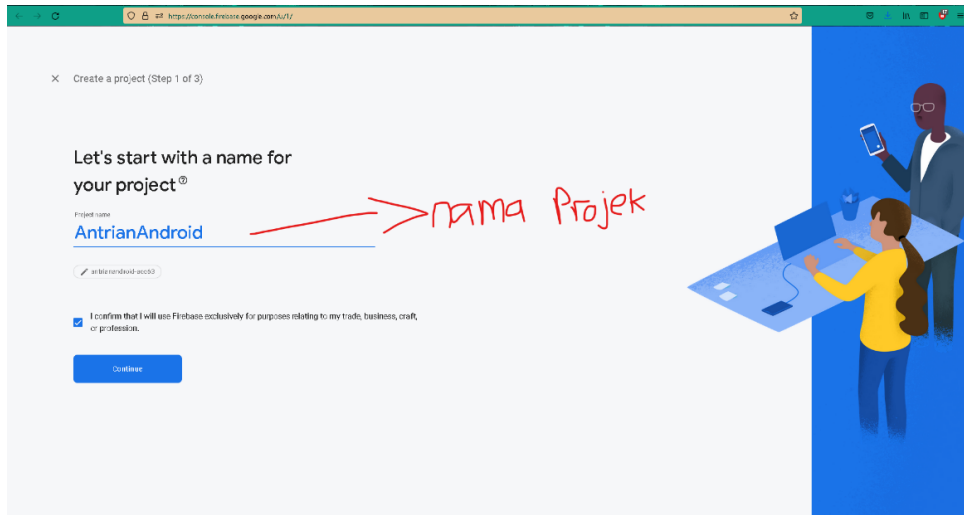 https://console.firebase.google.com/u/1/
Create a project (Step 1 of 3)
Let's start with a name for
your project
Project name
AntrianAndroid
nama Projek
I confirm that I will use Firebase exclusively for purposes relating to my trade, business, craft,
or profession.
Continue